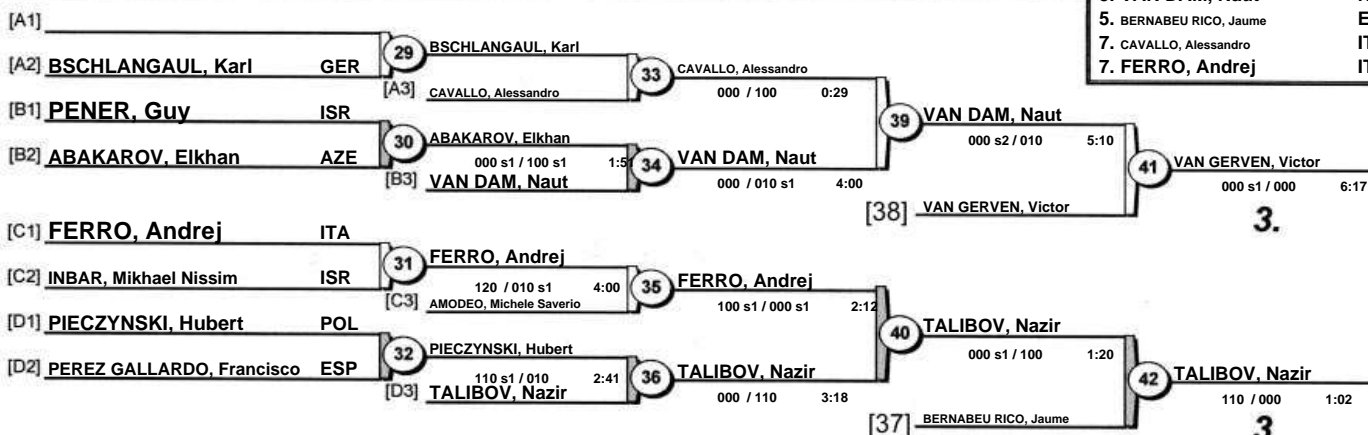 5. BERNABEU RICO, Jaume
7. CAVALLO, Alessandro
7. FERRO, Andrej
[A1]
[A2] BSCHLANGAUL, Karl GER
29 BSCHLANGAUL, Karl
[A3] CAVALLO, Alessandro
33 CAVALLO, Alessandro
000 / 100 0:29
[B1] PENER, Guy ISR
[B2] ABAKAROV, Elkhan AZE
30 ABAKAROV, Elkhan
000 s1 / 100 s1
[B3] VAN DAM, Naut
34 VAN DAM, Naut
000 / 010 s1 4:00
39 VAN DAM, Naut
000 s2 / 010 5:10
[38] VAN GERVEN, Victor
41 VAN GERVEN, Victor
000 s1 / 000 6:17
3.
[C1] FERRO, Andrej ITA
[C2] INBAR, Mikhael Nissim ISR
31 FERRO, Andrej
120 / 010 s1 4:00
[C3] AMODEO, Michele Saverio
35 FERRO, Andrej
100 s1 / 000 s1 2:12
[D1] PIECZYNSKI, Hubert POL
[D2] PEREZ GALLARDO, Francisco ESP
32 PIECZYNSKI, Hubert
110 s1 / 010 2:41
[D3] TALIBOV, Nazir
36 TALIBOV, Nazir
000 / 110 3:18
40 TALIBOV, Nazir
000 s1 / 100 1:20
[37] BERNABEU RICO, Jaume
42 TALIBOV, Nazir
110 / 000 1:02
3